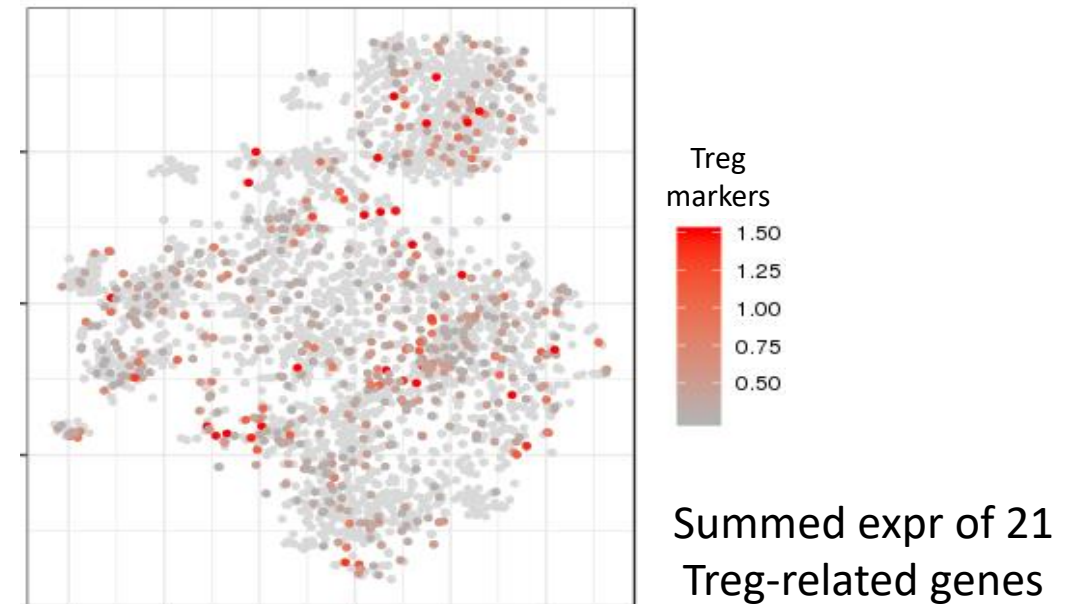 Treg
markers
1.50
1.25
1.00
0.75
0.50
Summed expr of 21
Treg-related genes